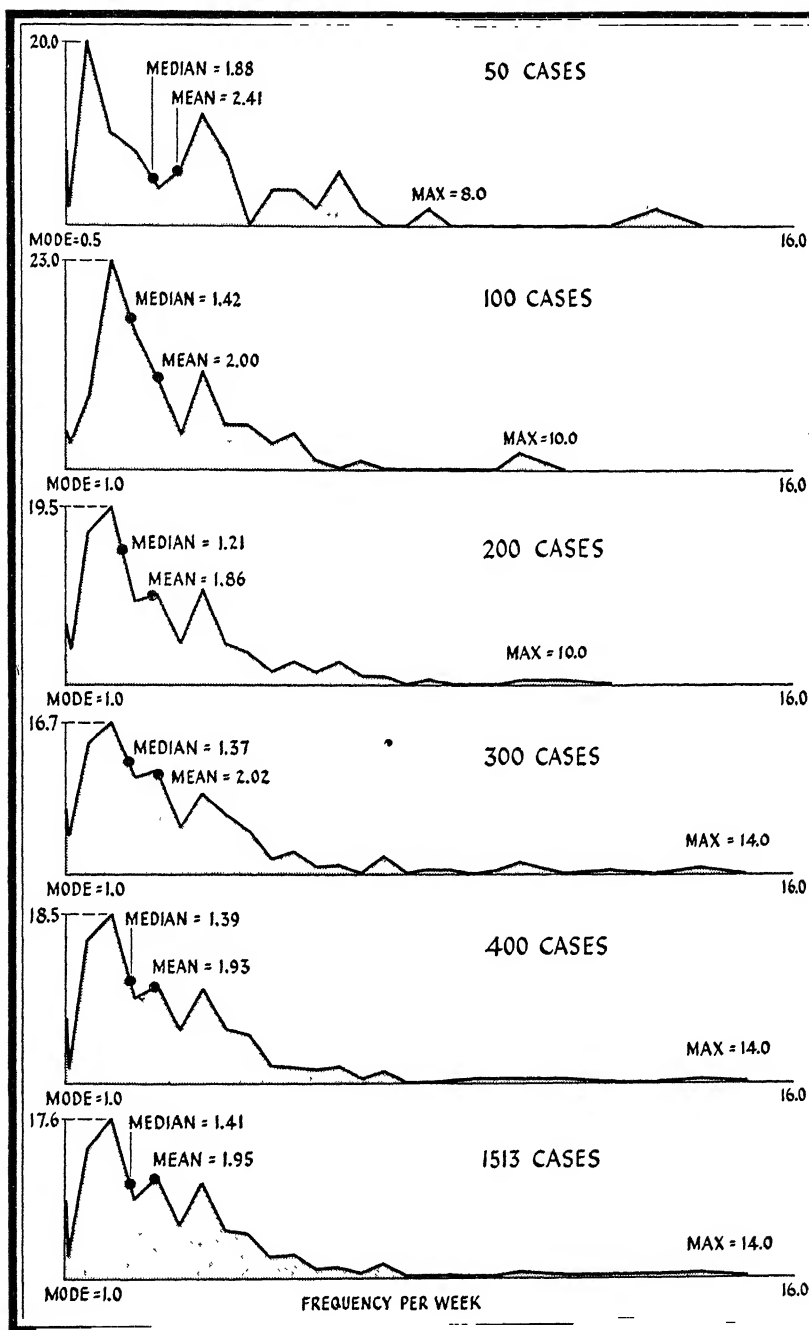 20.0
MEDIAN = 1.88
MEAN = 2.41
50 CASES
MAX = 8.0
MODE=0.5
16.0
23.0
MEDIAN = 1.42
100 CASES
MEAN = 2.00
MAX = 10.0
MODE = 1.0
16.0
19.5
MEDIAN = 1.21
200 CASES
MEAN = 1.86
MAX = 10.0
MODE = 1.0
16.0
16.7
MEDIAN = 1.37
300 CASES
MEAN = 2.02
MAX = 14.0
MODE = 1.0
16.0
18.5
MEDIAN = 1.39
400 CASES
MEAN = 1.93
MAX = 14.0
MODE = 1.0
16.0
17.6
MEDIAN = 1.41
MEAN = 1.95
1513 CASES
MAX = 14.0
MODE=1.0
16.0
FREQUENCY PER WEEK